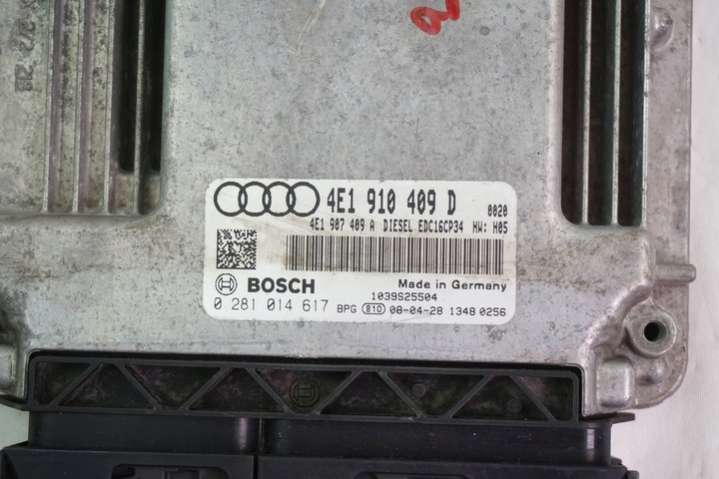 4E1 910 409 D 0020
4E1 907 409 A DIESEL EDC16CP34 HW: H05
BOSCH Made in Germany
1039S25504
0 281 014 617 BPG 810 08-04-28 1348 0256